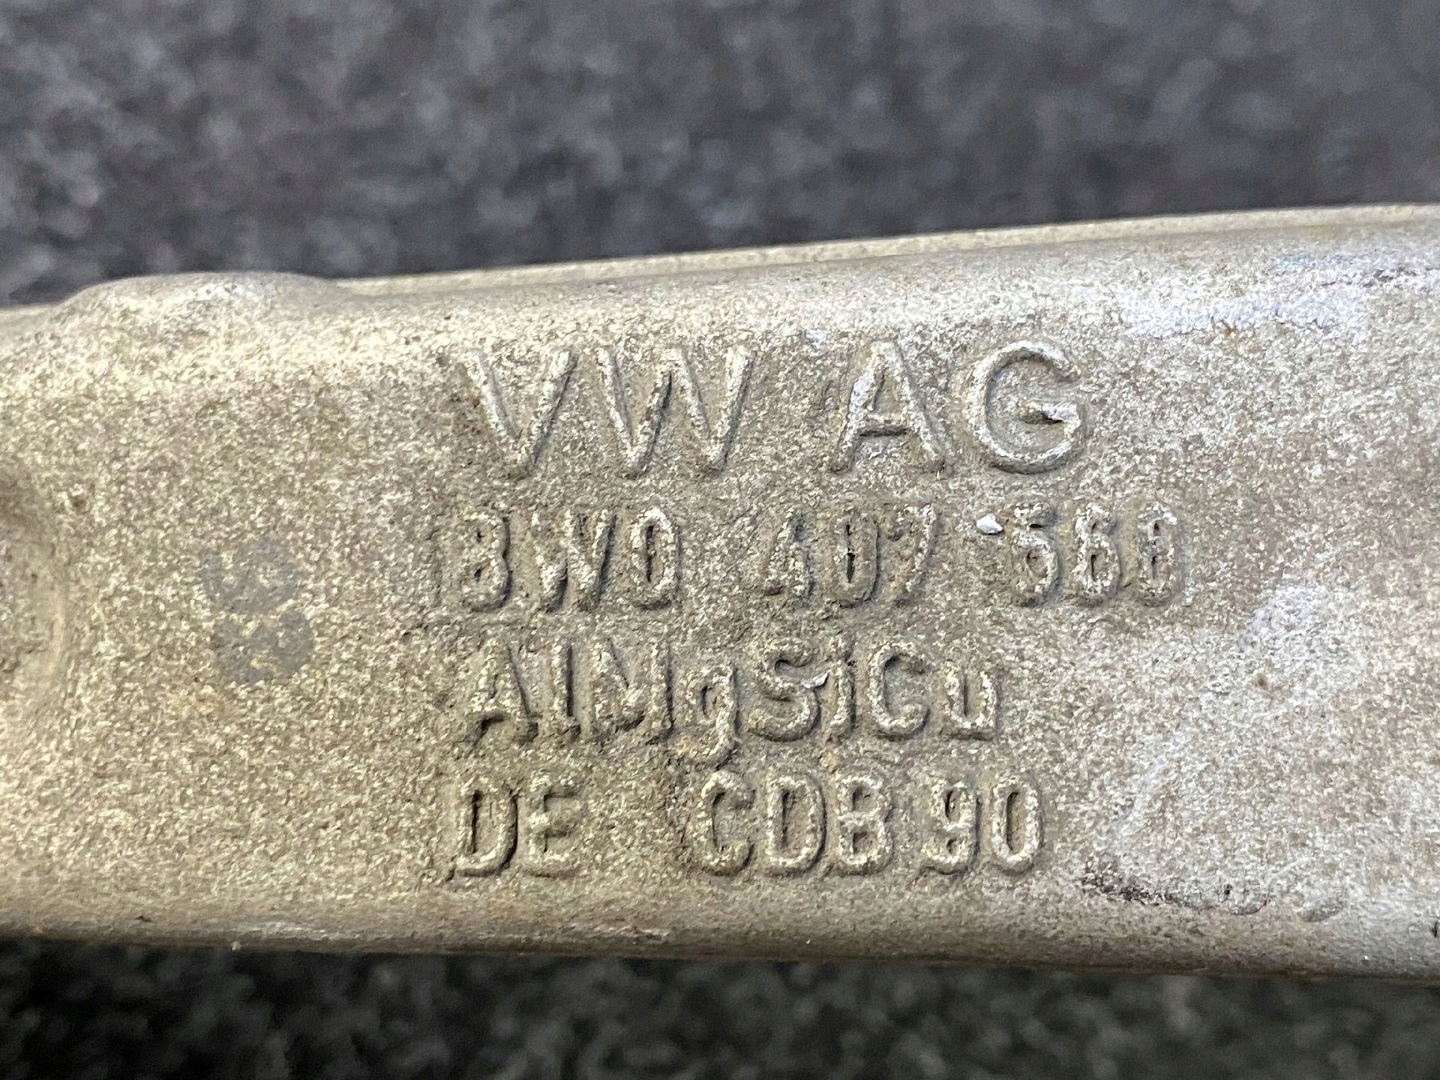 VW AG
8W0 407 568
AlMgSiCu
DE CDB 90